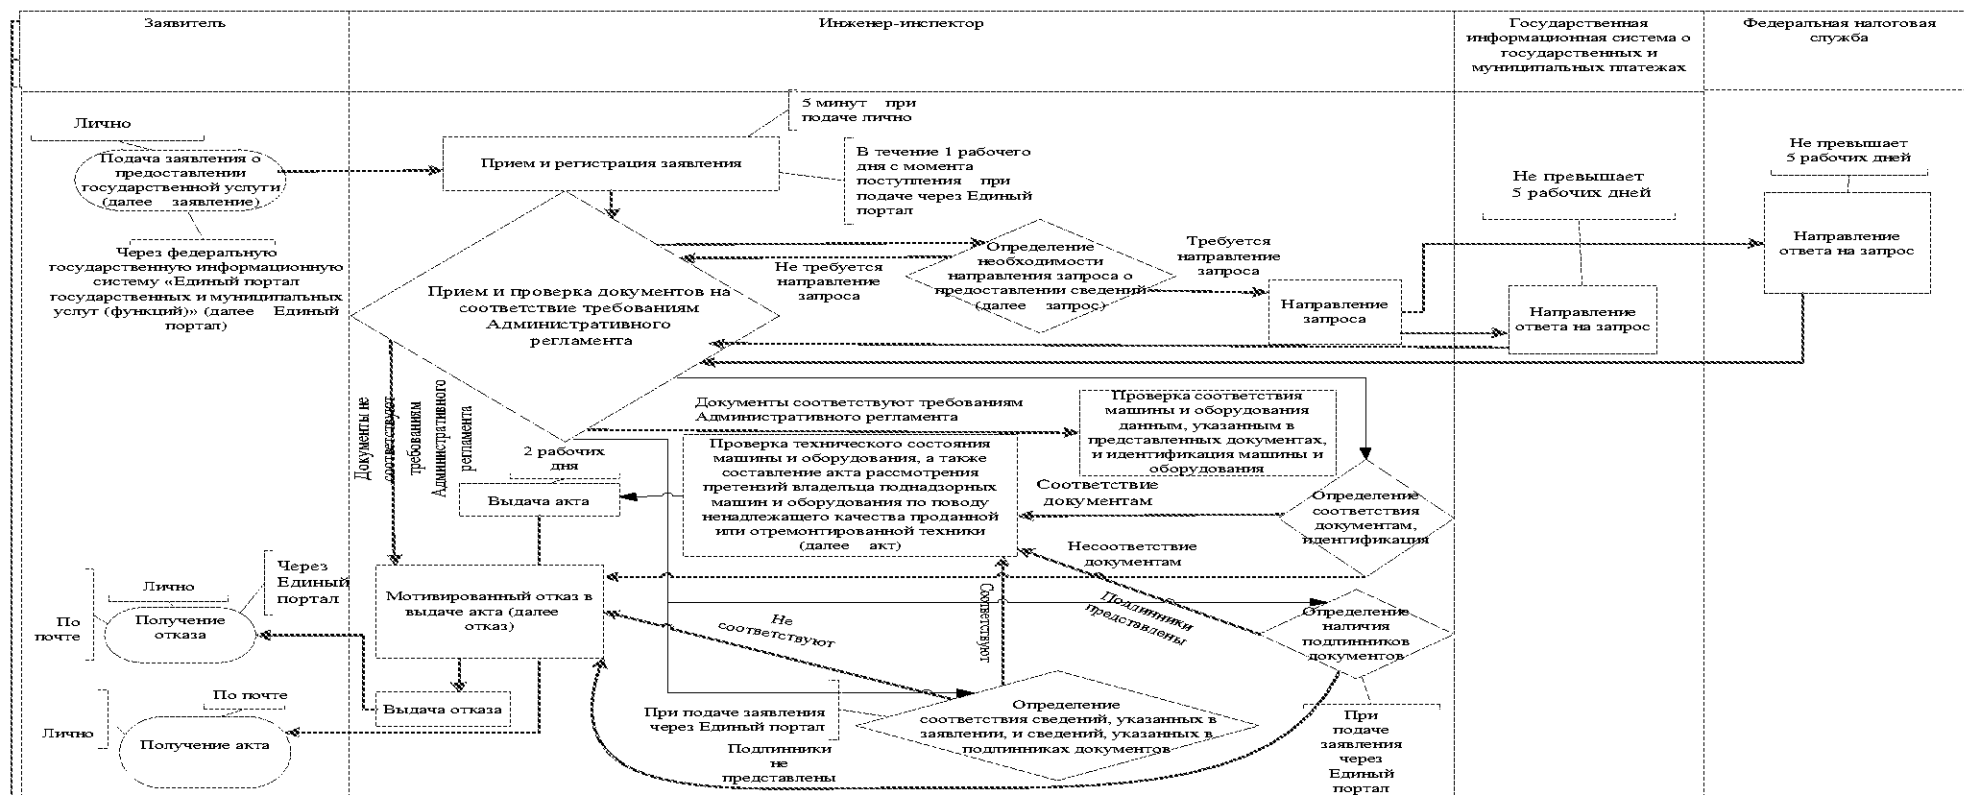 Заявитель
Инженер-инспектор
Государственная
информационная система о
государственных и
муниципальных платежах
Федеральная налоговая
служба
5 минут при
подаче лично
Лично
Подача заявления о
предоставлении
государственной услуги
(далее заявление)
Прием и регистрация заявления
В течение 1 рабочего
дня с момента
поступления при
подаче через Единый
портал
Не превышает
5 рабочих дней
Не превышает
5 рабочих дней
Через федеральную
государственную информационную
систему «Единый портал
государственных и муниципальных
услуг (функций)» (далее Единый
портал)
Прием и проверка документов на
соответствие требованиям
Административного
регламента
Не требуется
направление
запроса
Определение
необходимости
направления запроса о
предоставлении сведений
(далее запрос)
Требуется
направление
запроса
Направление
запроса
Направление
ответа на запрос
Направление
ответа на запрос
Документы не
соответствуют
требованиям
Административного
регламента
Документы соответствуют требованиям
Административного регламента
Проверка соответствия
машины и оборудования
данным, указанным в
представленных документах,
и идентификация машины и
оборудования
2 рабочих
дня
Выдача акта
Проверка технического состояния
машины и оборудования, а также
составление акта рассмотрения
претензий владельца поднадзорных
машин и оборудования по поводу
ненадлежащего качества проданной
или отремонтированной техники
(далее акт)
Соответствие
документам
Определение
соответствия
документам,
идентификация
Несоответствие
документам
Через
Единый
портал
Лично
По
почте
Получение
отказа
Мотивированный отказ в
выдаче акта (далее
отказ)
Не
соответствуют
Соответствуют
Подлинники
представлены
Определение
наличия
подлинников
документов
По почте
Лично
Получение акта
Выдача отказа
При подаче заявления
через Единый портал
Определение
соответствия сведений, указанных в
заявлении, и сведений, указанных в
подлинниках документов
Подлинники
не
представлены
При
подаче
заявления
через
Единый
портал